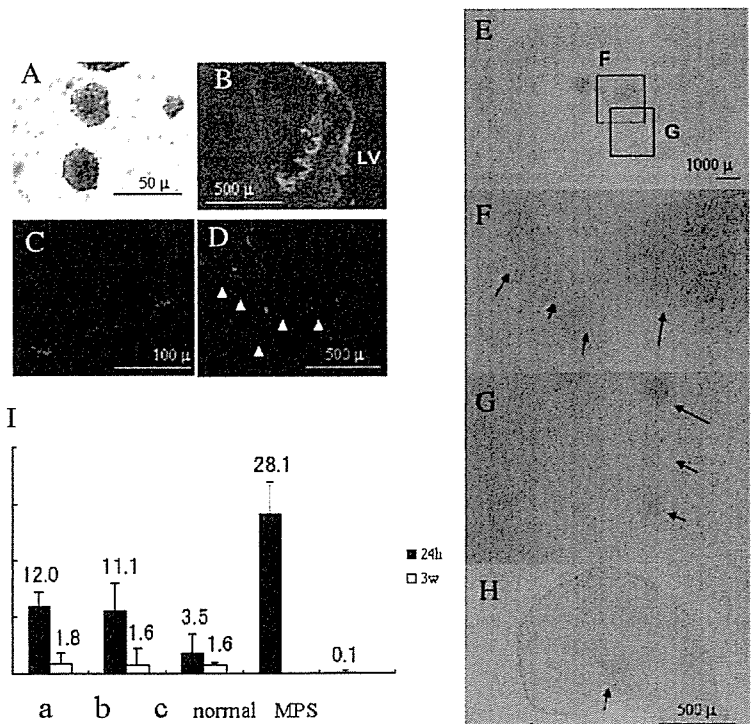 A
50 μ
B
LV
500 μ
C
100 μ
D
500 μ
E
F
G
1000 μ
F
G
H
500 μ
I
12.0
1.8
11.1
1.6
3.5
1.6
28.1
0.1
24h
3w
a b c normal MPS